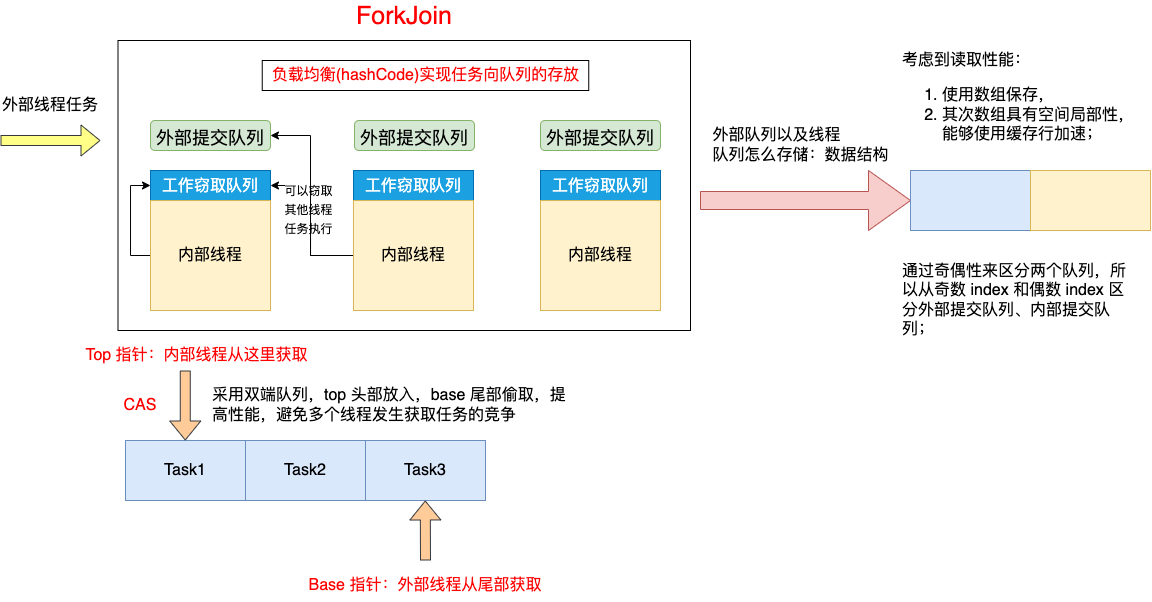 ForkJoin
负载均衡(hashCode)实现任务向队列的存放
外部线程任务
外部提交队列
外部提交队列
外部提交队列
工作窃取队列
工作窃取队列
工作窃取队列
可以窃取
其他线程
任务执行
内部线程
内部线程
内部线程
外部队列以及线程
队列怎么存储：数据结构
考虑到读取性能：
1. 使用数组保存，
2. 其次数组具有空间局部性，
能够使用缓存行加速；
通过奇偶性来区分两个队列，所
以从奇数 index 和偶数 index 区
分外部提交队列、内部提交队
列；
Top 指针：内部线程从这里获取
CAS
采用双端队列，top 头部放入，base 尾部偷取，提
高性能，避免多个线程发生获取任务的竞争
Task1
Task2
Task3
Base 指针：外部线程从尾部获取